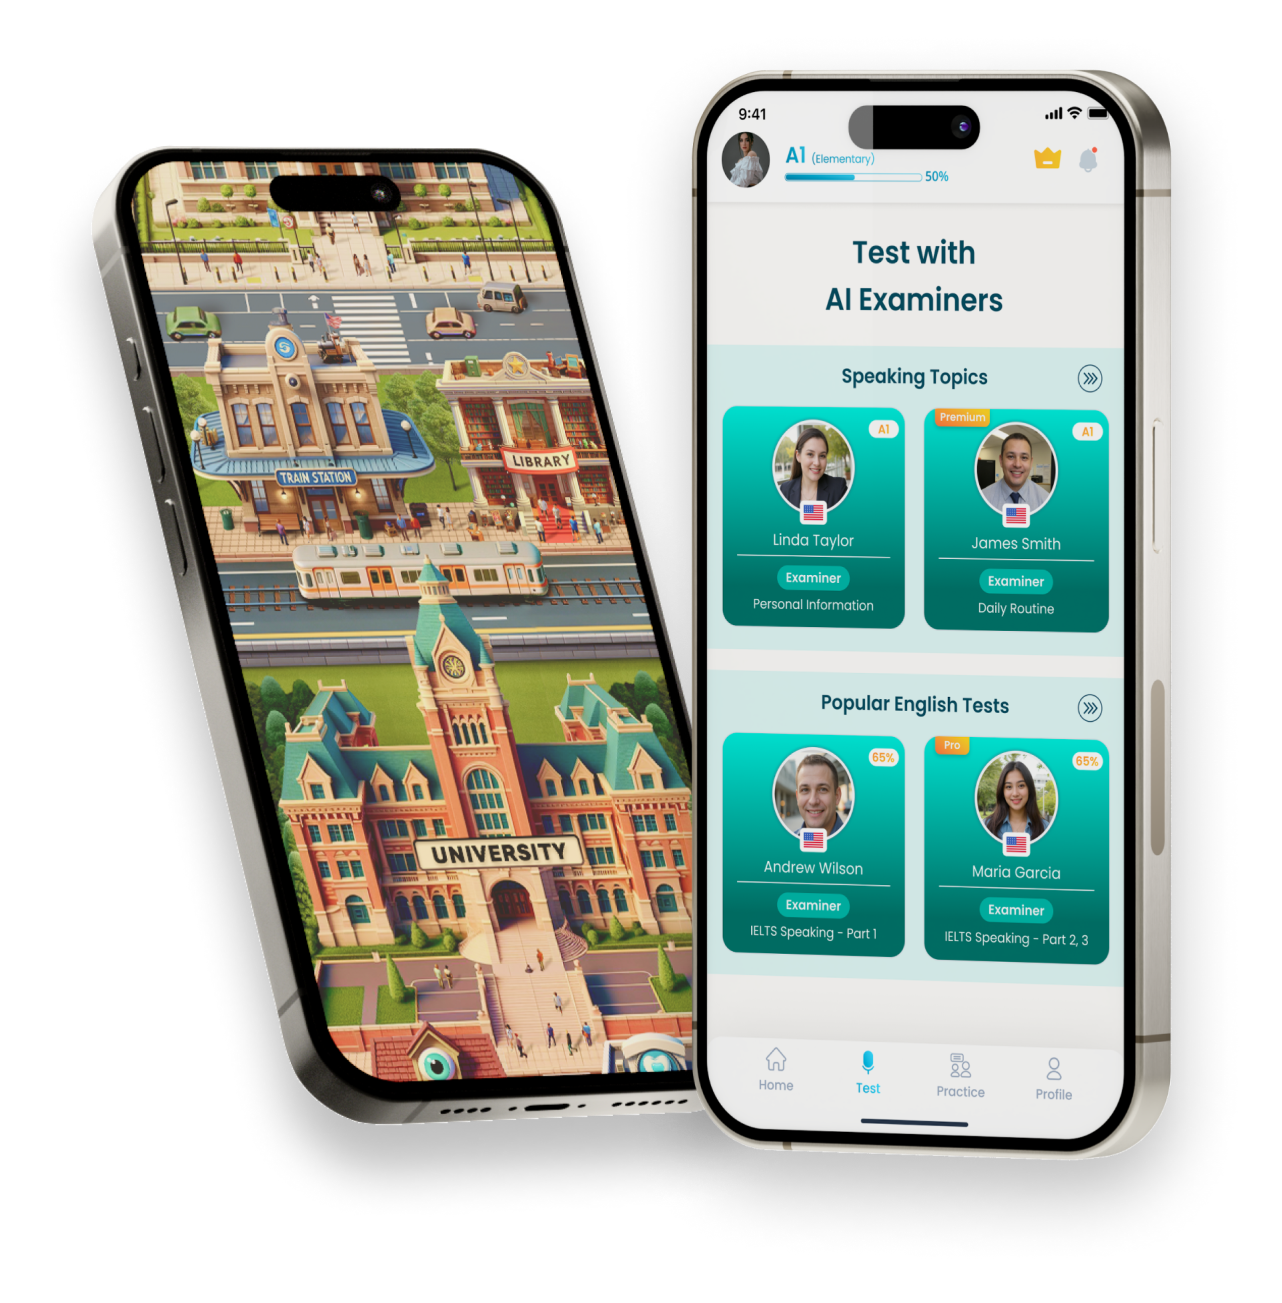 TRAIN STATION
LIBRARY
UNIVERSITY
9:41
A1 (Elementary)
50%
Test with
AI Examiners
Speaking Topics
A1
Linda Taylor
Examiner
Personal Information
Premium
A1
James Smith
Examiner
Daily Routine
Popular English Tests
65%
Andrew Wilson
Examiner
IELTS Speaking - Part 1
Pro
65%
Maria Garcia
Examiner
IELTS Speaking - Part 2, 3
Home
Test
Practice
Profile